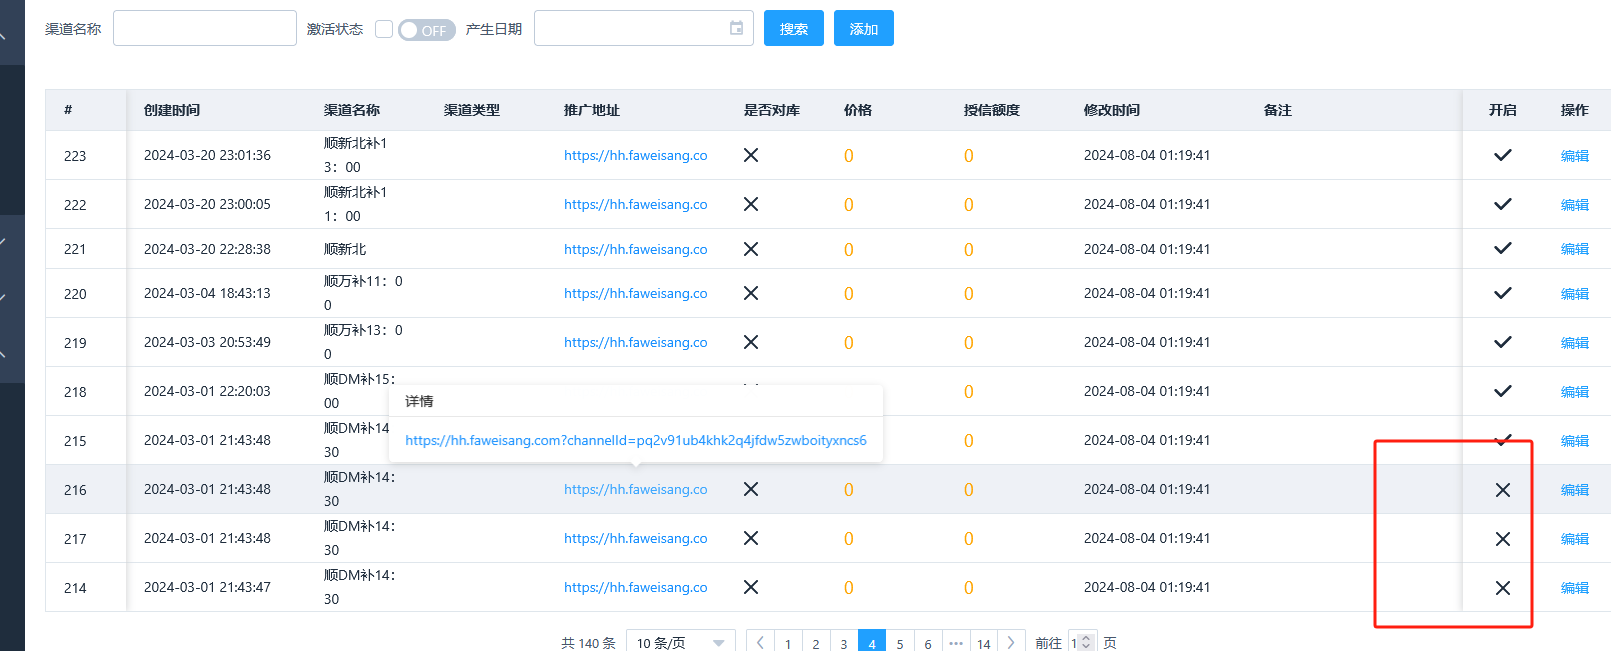 渠道名称 激活状态 OFF 产生日期 搜索 添加
# 创建时间 渠道名称 渠道类型 推广地址 是否对库 价格 授信额度 修改时间 备注 开启 操作
223 2024-03-20 23:01:36 顺新北补1 https://hh.faweisang.co 0 0 2024-08-04 01:19:41 编辑
3：00
222 2024-03-20 23:00:05 顺新北补1 https://hh.faweisang.co 0 0 2024-08-04 01:19:41 编辑
1：00
221 2024-03-20 22:28:38 顺新北 https://hh.faweisang.co 0 0 2024-08-04 01:19:41 编辑
220 2024-03-04 18:43:13 顺万补11：0 https://hh.faweisang.co 0 0 2024-08-04 01:19:41 编辑
0
219 2024-03-03 20:53:49 顺万补13：0 https://hh.faweisang.co 0 0 2024-08-04 01:19:41 编辑
0
218 2024-03-01 22:20:03 顺DM补15： 0 2024-08-04 01:19:41 编辑
00
详情
215 2024-03-01 21:43:48 顺DM补14 0 2024-08-04 01:19:41 编辑
30
https://hh.faweisang.com?channelId=pq2v91ub4khk2q4jfdw5zwboityxncs6
216 2024-03-01 21:43:48 顺DM补14： https://hh.faweisang.co 0 0 2024-08-04 01:19:41 编辑
30
217 2024-03-01 21:43:48 顺DM补14： https://hh.faweisang.co 0 0 2024-08-04 01:19:41 编辑
30
214 2024-03-01 21:43:47 顺DM补14： https://hh.faweisang.co 0 0 2024-08-04 01:19:41 编辑
30
共 140 条 10 条/页 1 2 3 4 5 6 14 前往 1 页